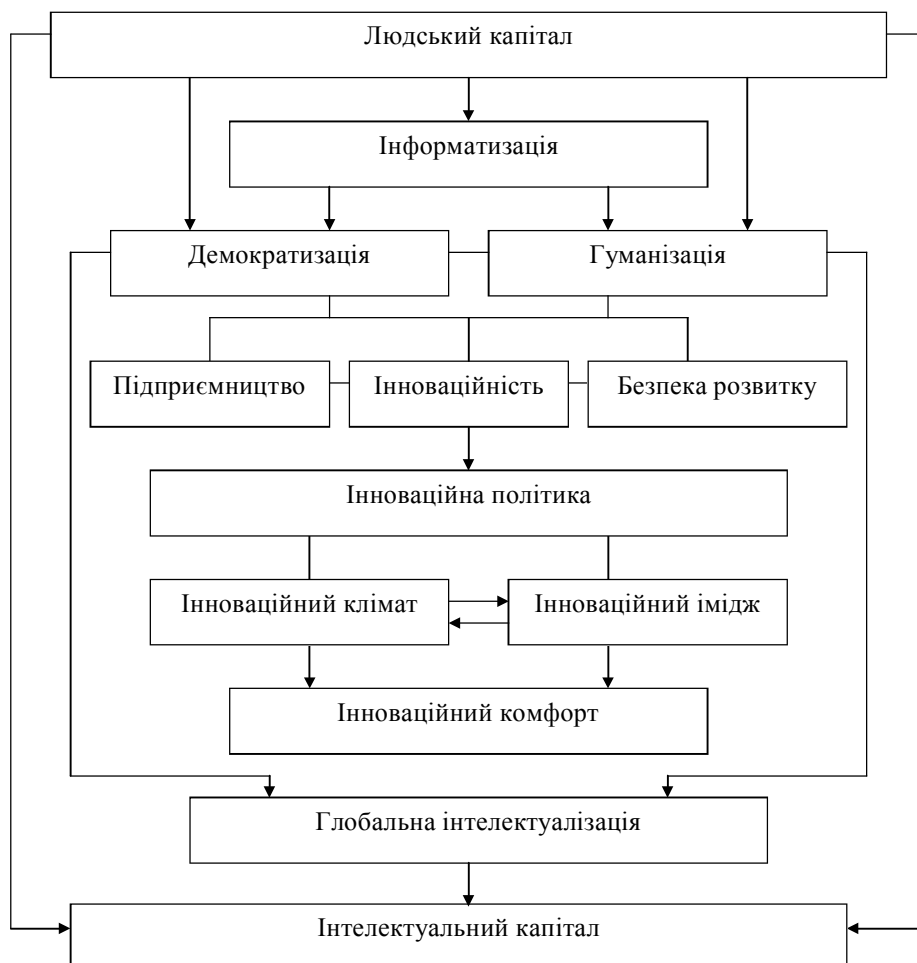 Людський капітал
Інформатизація
Демократизація
Гуманізація
Підприємництво
Інноваційність
Безпека розвитку
Інноваційна політика
Інноваційний клімат
Інноваційний імідж
Інноваційний комфорт
Глобальна інтелектуалізація
Інтелектуальний капітал